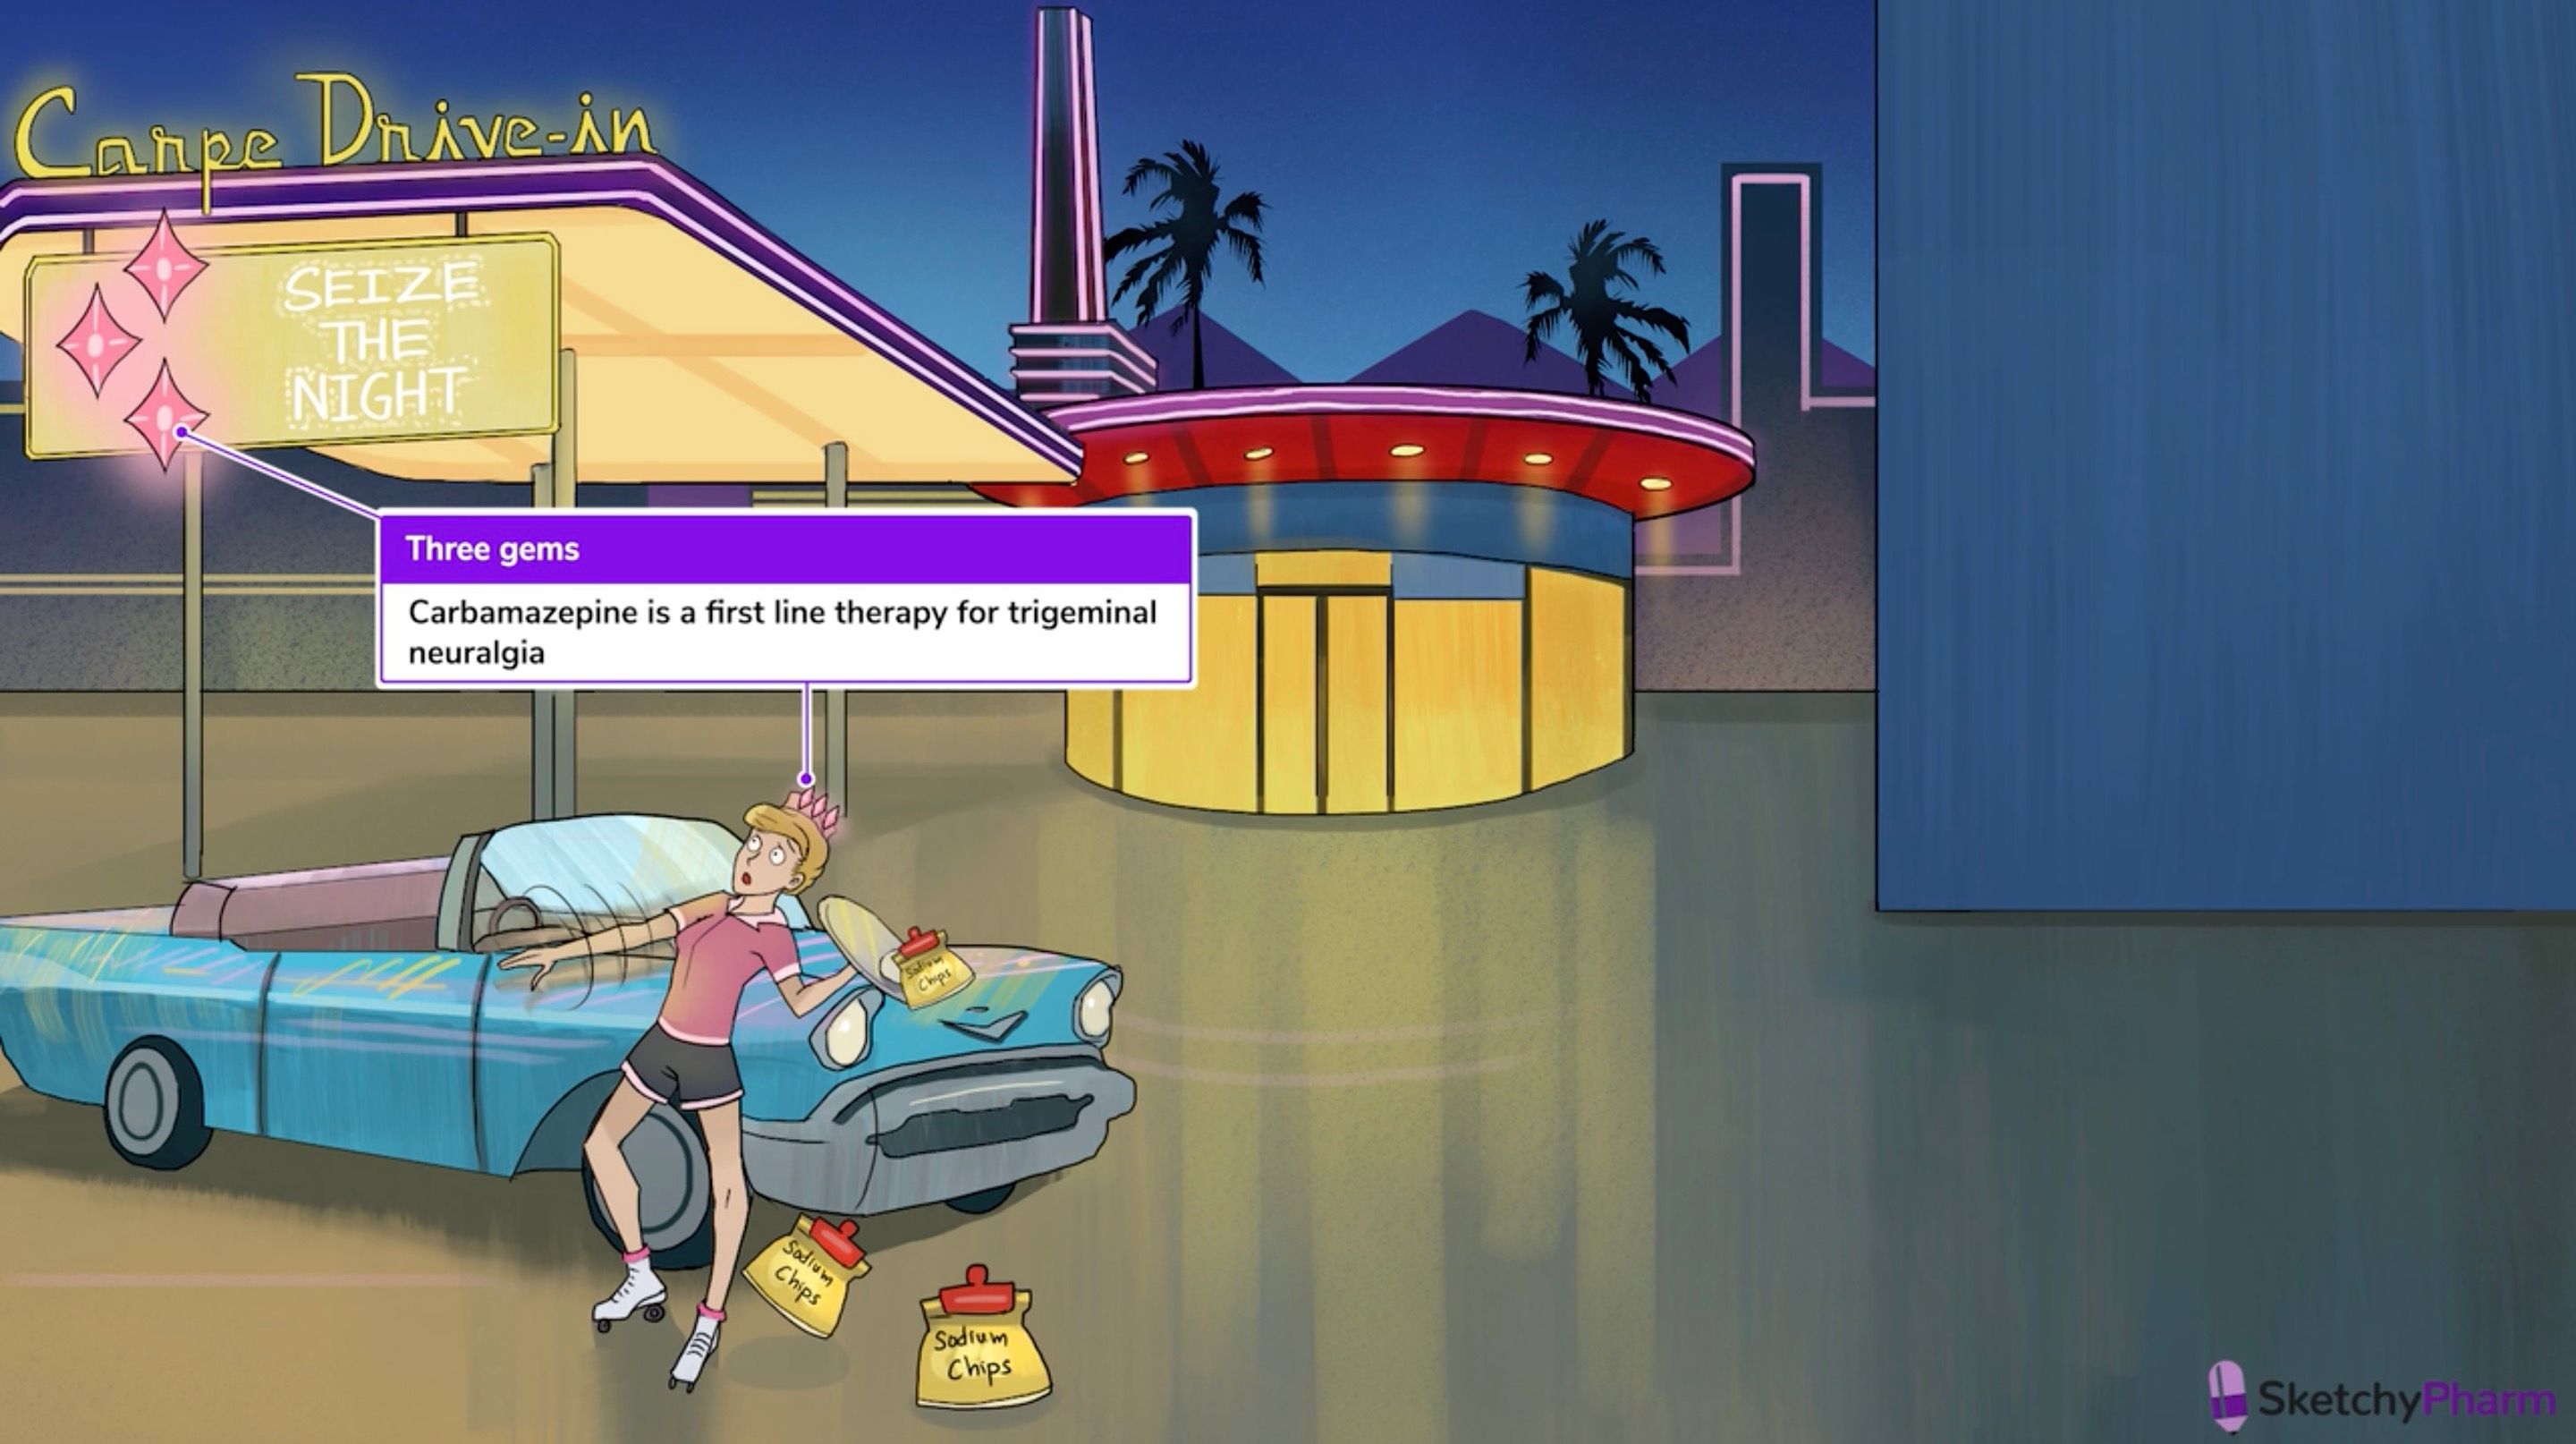 Carpe Drive-in
SEIZE
THE
NIGHT
Three gems
Carbamazepine is a first line therapy for trigeminal
neuralgia
Sodium
Chips
Sodium
Chips
Sodium
Chips
SketchyPharm